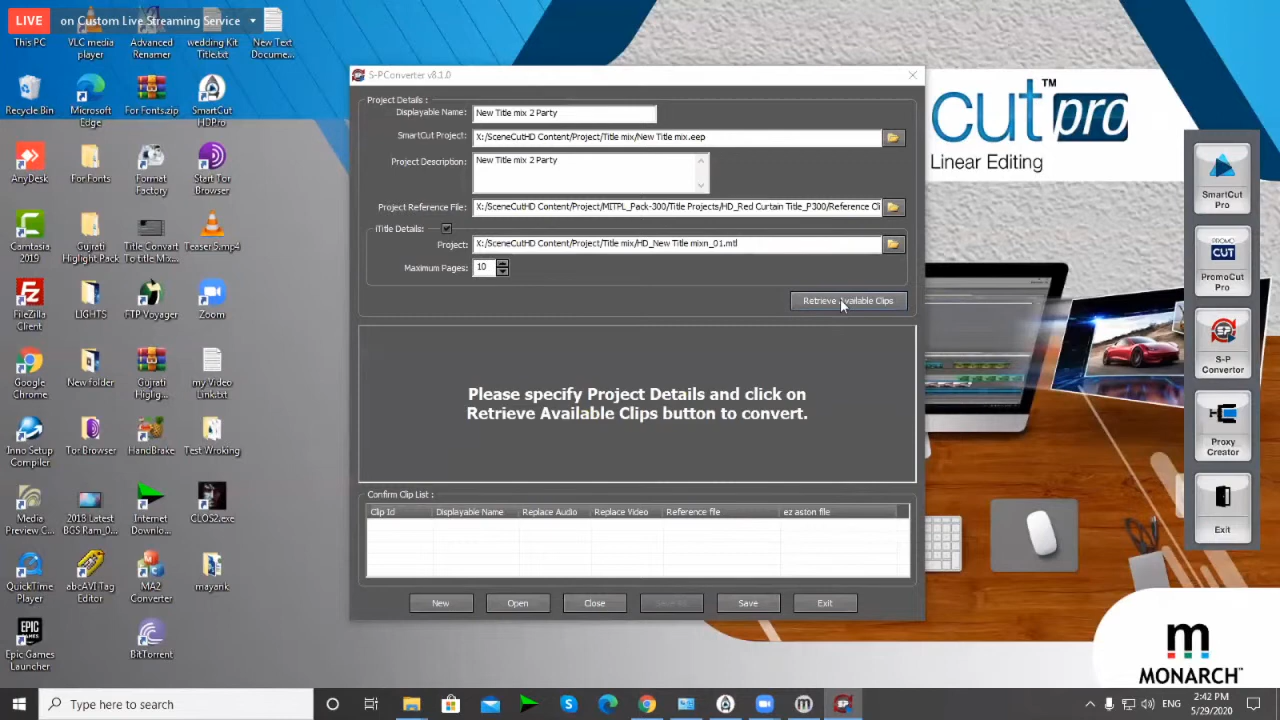 LIVE on Custom Live Streaming Service
This PC
VLC media
player
Advanced
Renamer
wedding Kit
Title.txt
New Text
Docume...
Recycle Bin
Microsoft
Edge
For Fonts.zip
SmartCut
HDPro
AnyDesk
For Fonts
Format
Factory
Start Tor
Browser
Camtasia
2019
Gujrati
Higlight Pack
Title Convart
To title Mix...
Teaser5.mp4
FileZilla
Client
LIGHTS
FTP Voyager
Zoom
Google
Chrome
New folder
Gujrati
Higlig...
my Video
Link.txt
Inno Setup
Compiler
Tor Browser
HandBrake
Test Wroking
Media
Preview C...
2018 Latest
BGS Ram_0...
Internet
Downlo...
CLOS2.exe
QuickTime
Player
abcAVI Tag
Editor
MA2
Converter
mayank
Epic Games
Launcher
BitTorrent
S-PConverter v8.1.0
Project Details :
Displayable Name: New Title mix 2 Party
SmartCut Project: X:/SceneCutHD Content/Project/Title mix/New Title mix.eep
Project Description: New Title mix 2 Party
Project Reference File: X:/SceneCutHD Content/Project/MITPL_Pack-300/Title Projects/HD_Red Curtain Title_P300/Reference Cli
iTitle Details:
Project: X:/SceneCutHD Content/Project/Title mix/HD_New Title mixn_01.mtl
Maximum Pages: 10
Retrieve Available Clips
Please specify Project Details and click on
Retrieve Available Clips button to convert.
Confirm Clip List :
Clip Id Displayable Name Replace Audio Replace Video Reference file ez aston file
New Open Close Save Exit
cut pro ™
Linear Editing
SmartCut
Pro
PROMO
CUT
PromoCut
Pro
SP
S-P
Convertor
Proxy
Creator
Exit
m
MONARCH™
Type here to search
ENG
2:42 PM
5/29/2020